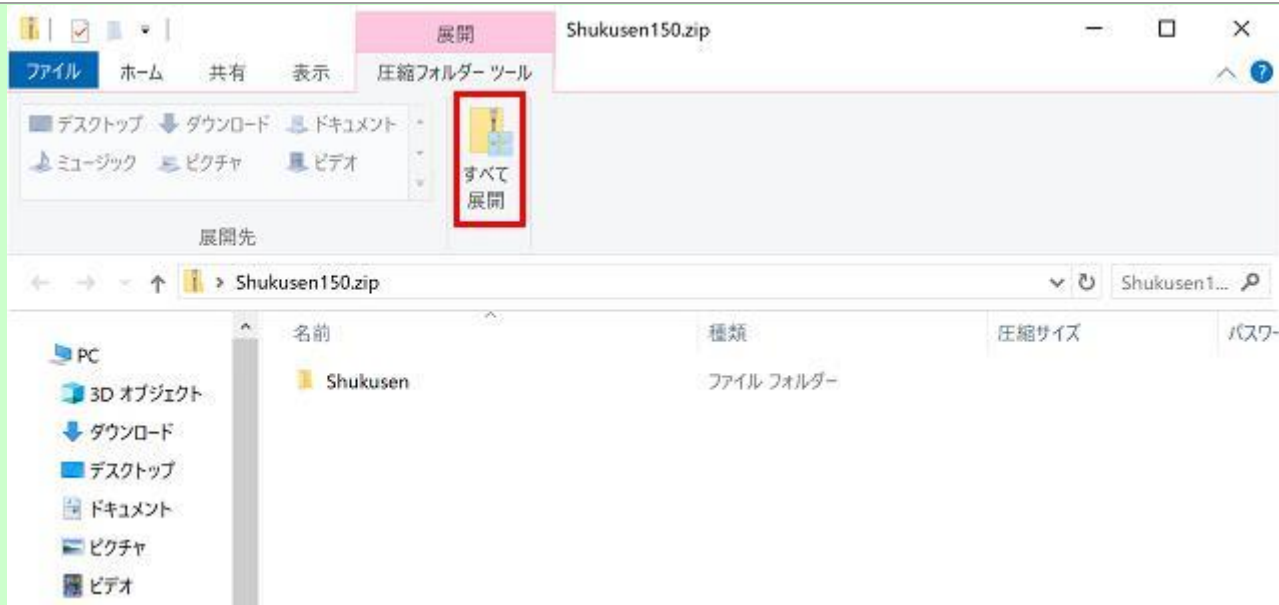 展開
Shukusen150.zip
ファイル
ホーム
共有
表示
圧縮フォルダー ツール
デスクトップ
ダウンロード
ドキュメント
ミュージック
ピクチャ
ビデオ
すべて
展開
展開先
Shukusen150.zip
Shukusen1...
名前
種類
圧縮サイズ
パスワー
Shukusen
ファイル フォルダー
PC
3D オブジェクト
ダウンロード
デスクトップ
ドキュメント
ピクチャ
ビデオ